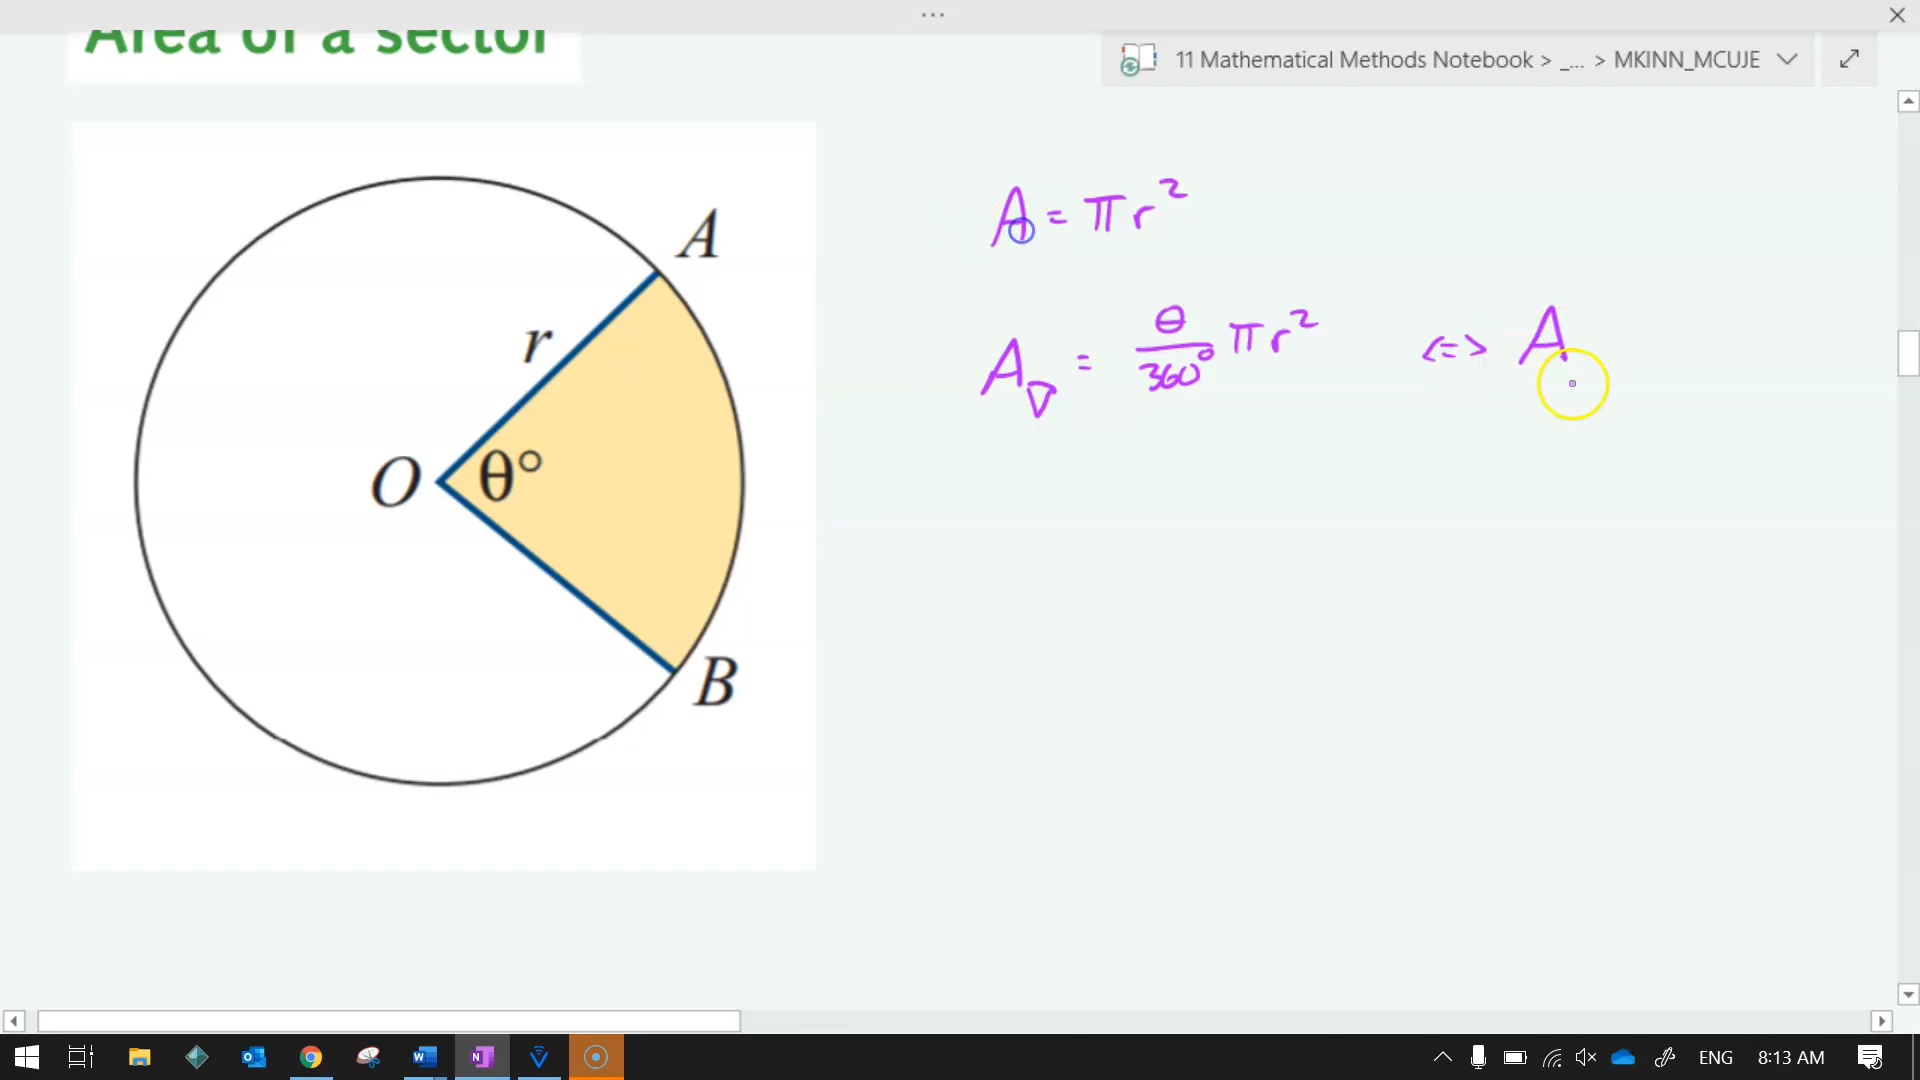 Area of a sector
11 Mathematical Methods Notebook > _... > MKINN_MCUJE
A
r
O
θ°
B
A = πr²
A▽ = θ/360° πr² <=> A
ENG
8:13 AM